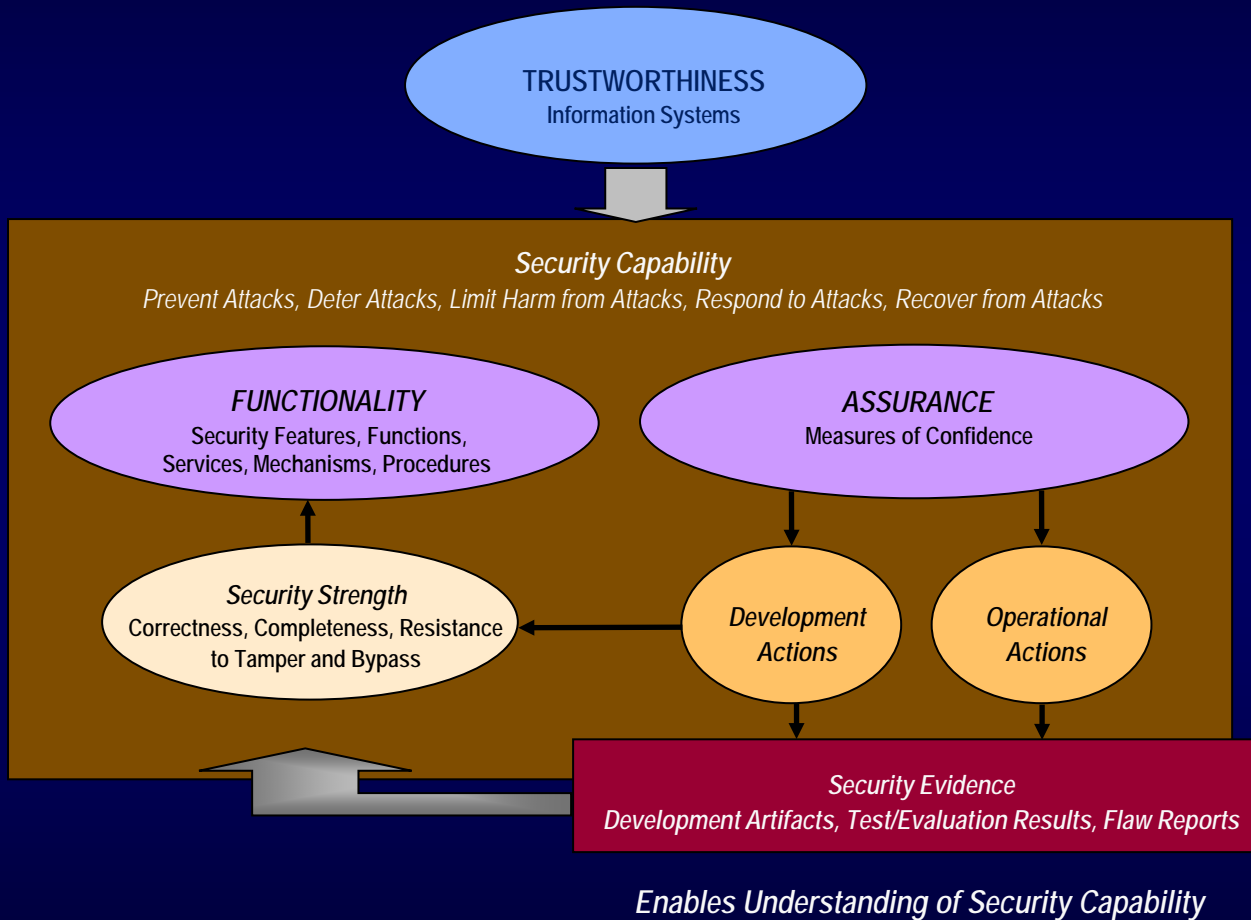 TRUSTWORTHINESS
Information Systems
Security Capability
Prevent Attacks, Deter Attacks, Limit Harm from Attacks, Respond to Attacks, Recover from Attacks
FUNCTIONALITY
Security Features, Functions,
Services, Mechanisms, Procedures
ASSURANCE
Measures of Confidence
Security Strength
Correctness, Completeness, Resistance
to Tamper and Bypass
Development
Actions
Operational
Actions
Security Evidence
Development Artifacts, Test/Evaluation Results, Flaw Reports
Enables Understanding of Security Capability